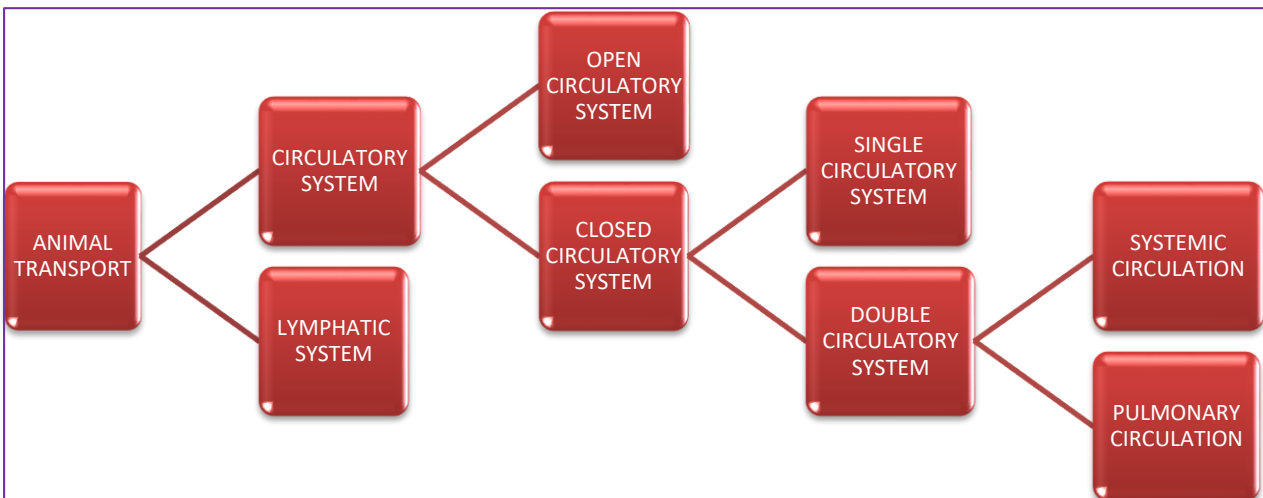 ANIMAL
TRANSPORT
CIRCULATORY
SYSTEM
LYMPHATIC
SYSTEM
OPEN
CIRCULATORY
SYSTEM
CLOSED
CIRCULATORY
SYSTEM
SINGLE
CIRCULATORY
SYSTEM
DOUBLE
CIRCULATORY
SYSTEM
SYSTEMIC
CIRCULATION
PULMONARY
CIRCULATION